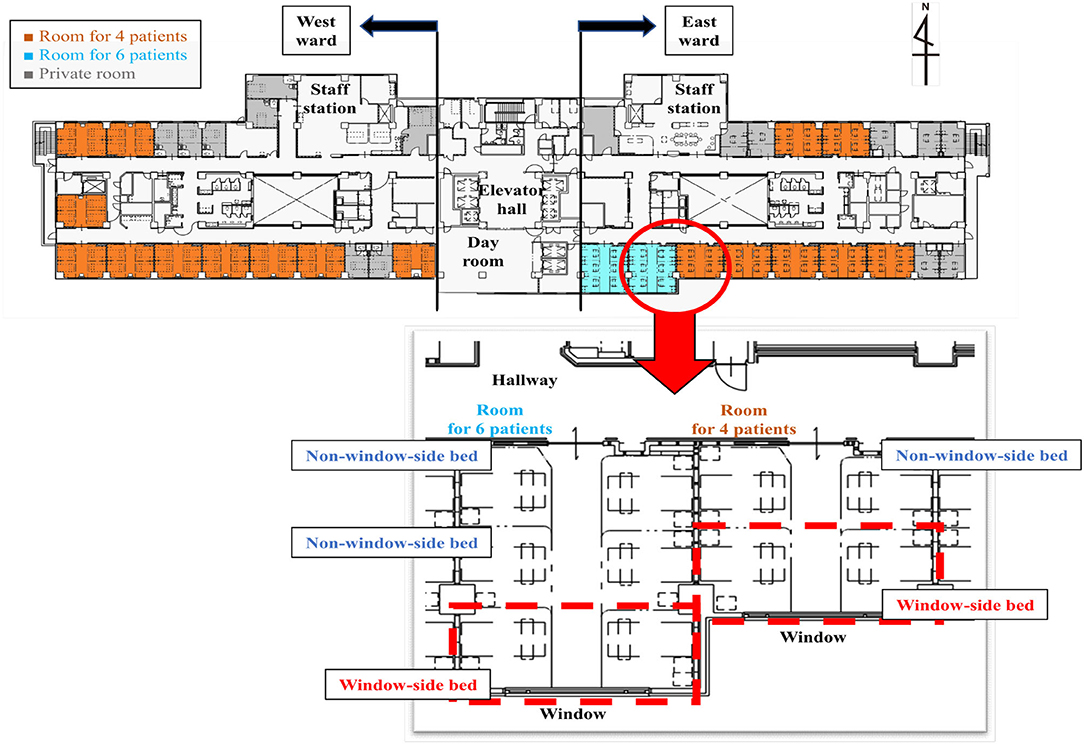 West
ward
East
ward
N
Room for 4 patients
Room for 6 patients
Private room
Staff
station
Staff
station
Elevator
hall
Day
room
Hallway
Room
for 6 patients
Room
for 4 patients
Non-window-side bed
Non-window-side bed
Non-window-side bed
Window-side bed
Window
Window-side bed
Window